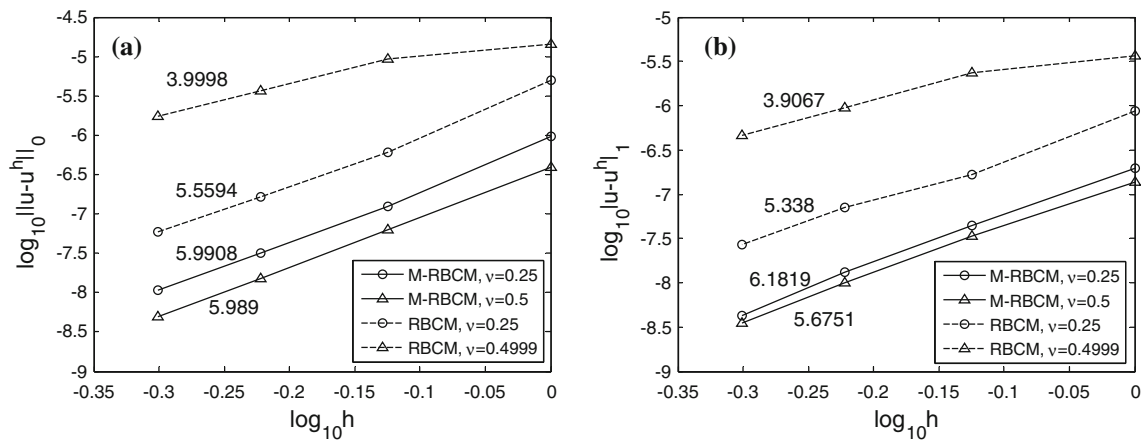 (a)
log10||u-u^h||0
-4.5
-5
-5.5
-6
-6.5
-7
-7.5
-8
-8.5
-9
3.9998
5.5594
5.9908
5.989
M-RBCM, ν=0.25
M-RBCM, ν=0.5
RBCM, ν=0.25
RBCM, ν=0.4999
-0.35 -0.3 -0.25 -0.2 -0.15 -0.1 -0.05 0
log10h
(b)
log10|u-u^h|1
-5
-5.5
-6
-6.5
-7
-7.5
-8
-8.5
-9
3.9067
5.338
6.1819
5.6751
M-RBCM, ν=0.25
M-RBCM, ν=0.5
RBCM, ν=0.25
RBCM, ν=0.4999
-0.35 -0.3 -0.25 -0.2 -0.15 -0.1 -0.05 0
log10h